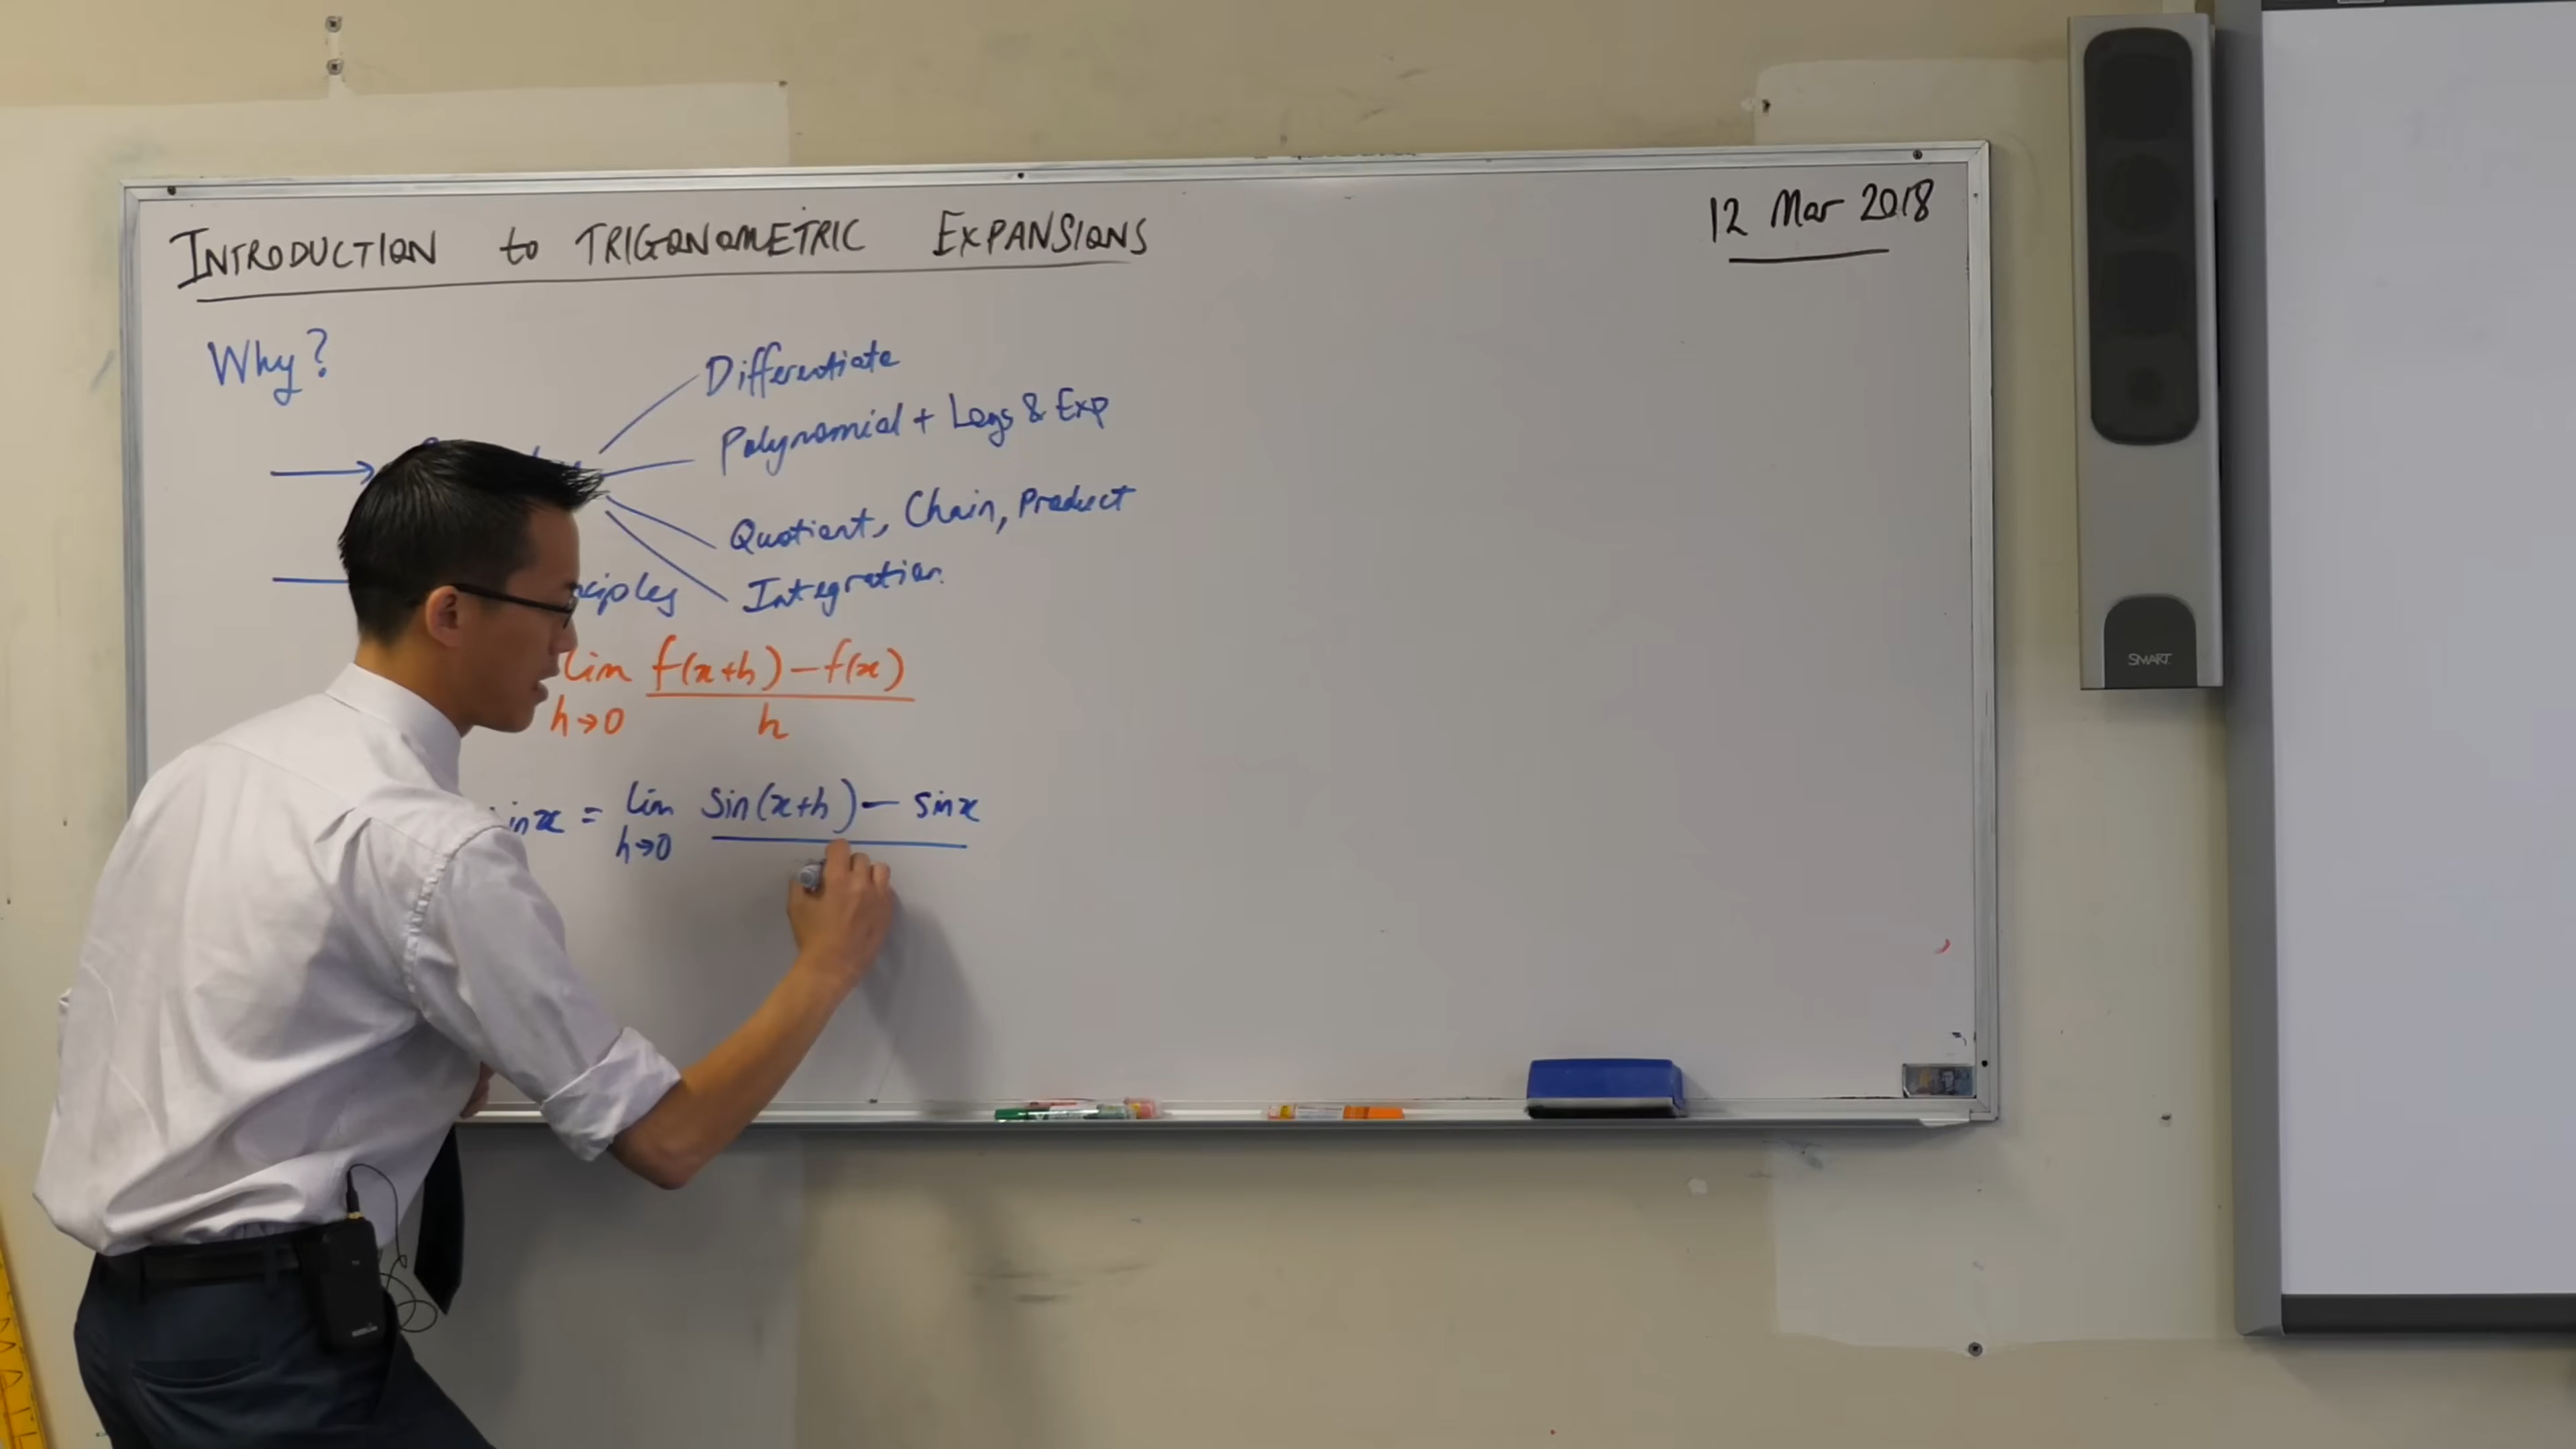 INTRODUCTION to TRIGONOMETRIC EXPANSIONS
12 Mar 2018
Why?
Differentiate
Polynomial + Logs & Exp
Quotient, Chain, Product
Integration
lim f(x+h) - f(x)
h→0 h
x = lim sin(x+h) - sinx
h→0
SMART